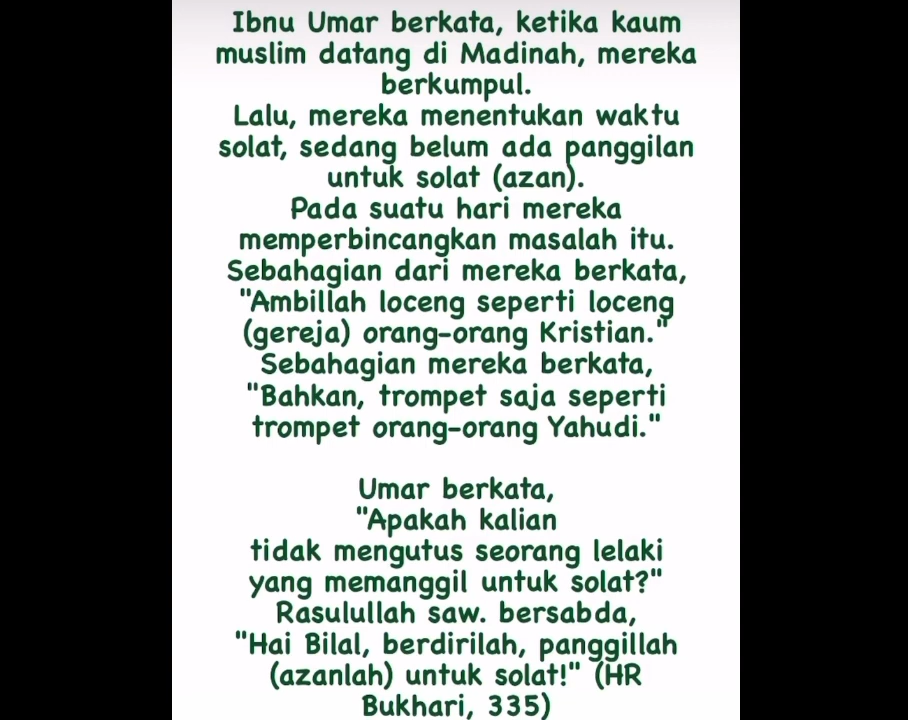 Ibnu Umar berkata, ketika kaum
muslim datang di Madinah, mereka
berkumpul.
Lalu, mereka menentukan waktu
solat, sedang belum ada panggilan
untuk solat (azan).
Pada suatu hari mereka
memperbincangkan masalah itu.
Sebahagian dari mereka berkata,
"Ambillah loceng seperti loceng
(gereja) orang-orang Kristian."
Sebahagian mereka berkata,
"Bahkan, trompet saja seperti
trompet orang-orang Yahudi."
Umar berkata,
"Apakah kalian
tidak mengutus seorang lelaki
yang memanggil untuk solat?"
Rasulullah saw. bersabda,
"Hai Bilal, berdirilah, panggillah
(azanlah) untuk solat!" (HR
Bukhari, 335)